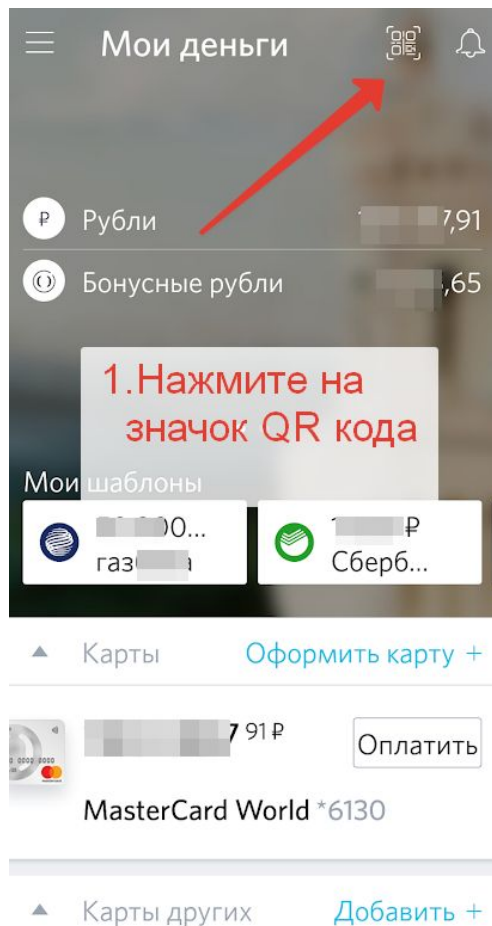 Мои деньги
₽ Рубли 7,91
Бонусные рубли ,65
1.Нажмите на
значок QR кода
Мои шаблоны
00...
газ
₽
Сберб...
Карты Оформить карту +
7 91 ₽ Оплатить
MasterCard World *6130
Карты других Добавить +